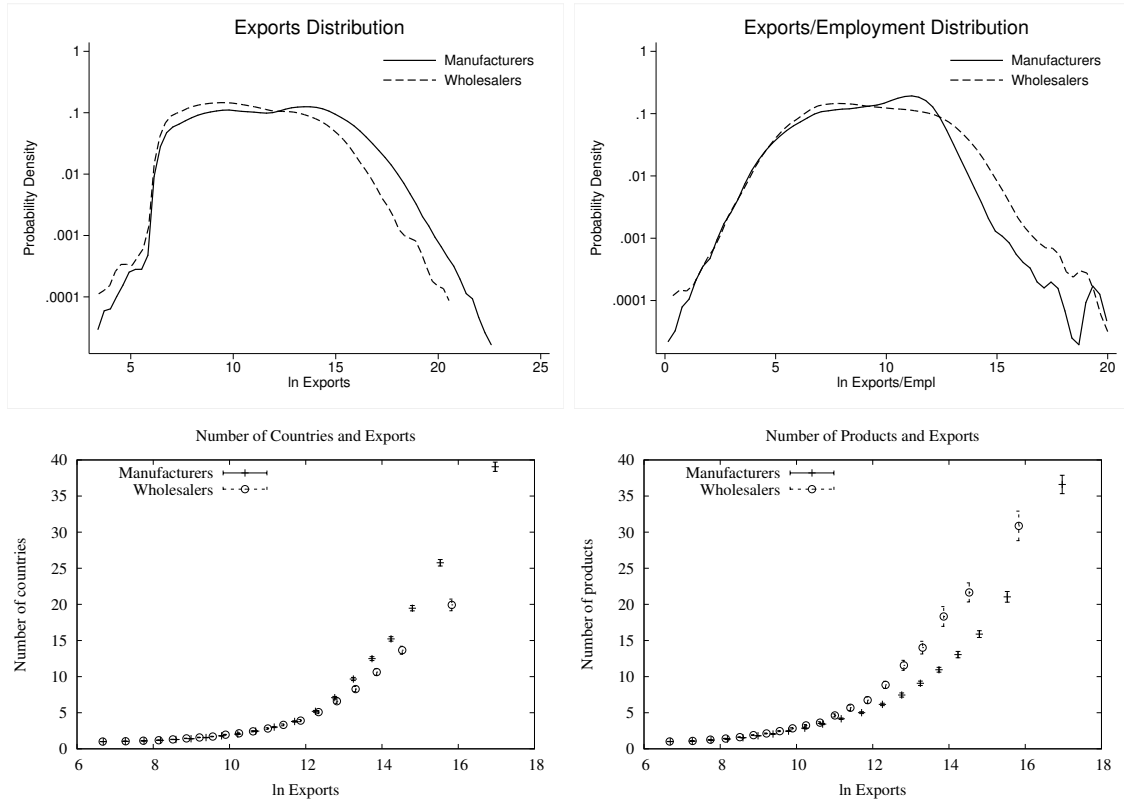 Exports Distribution
Manufacturers
Wholesalers
1
.1
.01
.001
.0001
Probability Density
5 10 15 20 25
ln Exports
Exports/Employment Distribution
Manufacturers
Wholesalers
1
.1
.01
.001
.0001
Probability Density
0 5 10 15 20
ln Exports/Empl
Number of Countries and Exports
Manufacturers
Wholesalers
40
35
30
25
20
15
10
5
0
Number of countries
6 8 10 12 14 16 18
ln Exports
Number of Products and Exports
Manufacturers
Wholesalers
40
35
30
25
20
15
10
5
0
Number of products
6 8 10 12 14 16 18
ln Exports